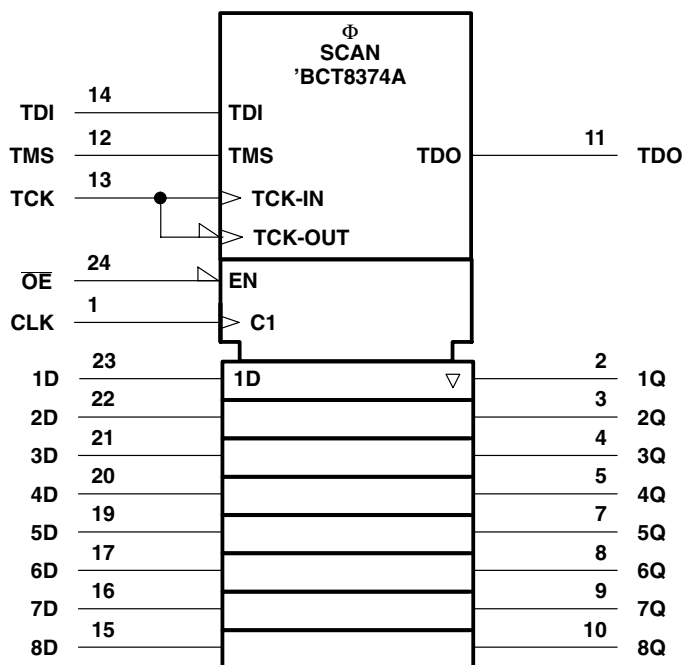 Φ
SCAN
'BCT8374A
TDI 14 TDI
TMS 12 TMS TDO 11 TDO
TCK 13 TCK-IN
TCK-OUT
OE 24 EN
CLK 1 C1
1D 23 1D 2 1Q
2D 22 3 2Q
3D 21 4 3Q
4D 20 5 4Q
5D 19 7 5Q
6D 17 8 6Q
7D 16 9 7Q
8D 15 10 8Q